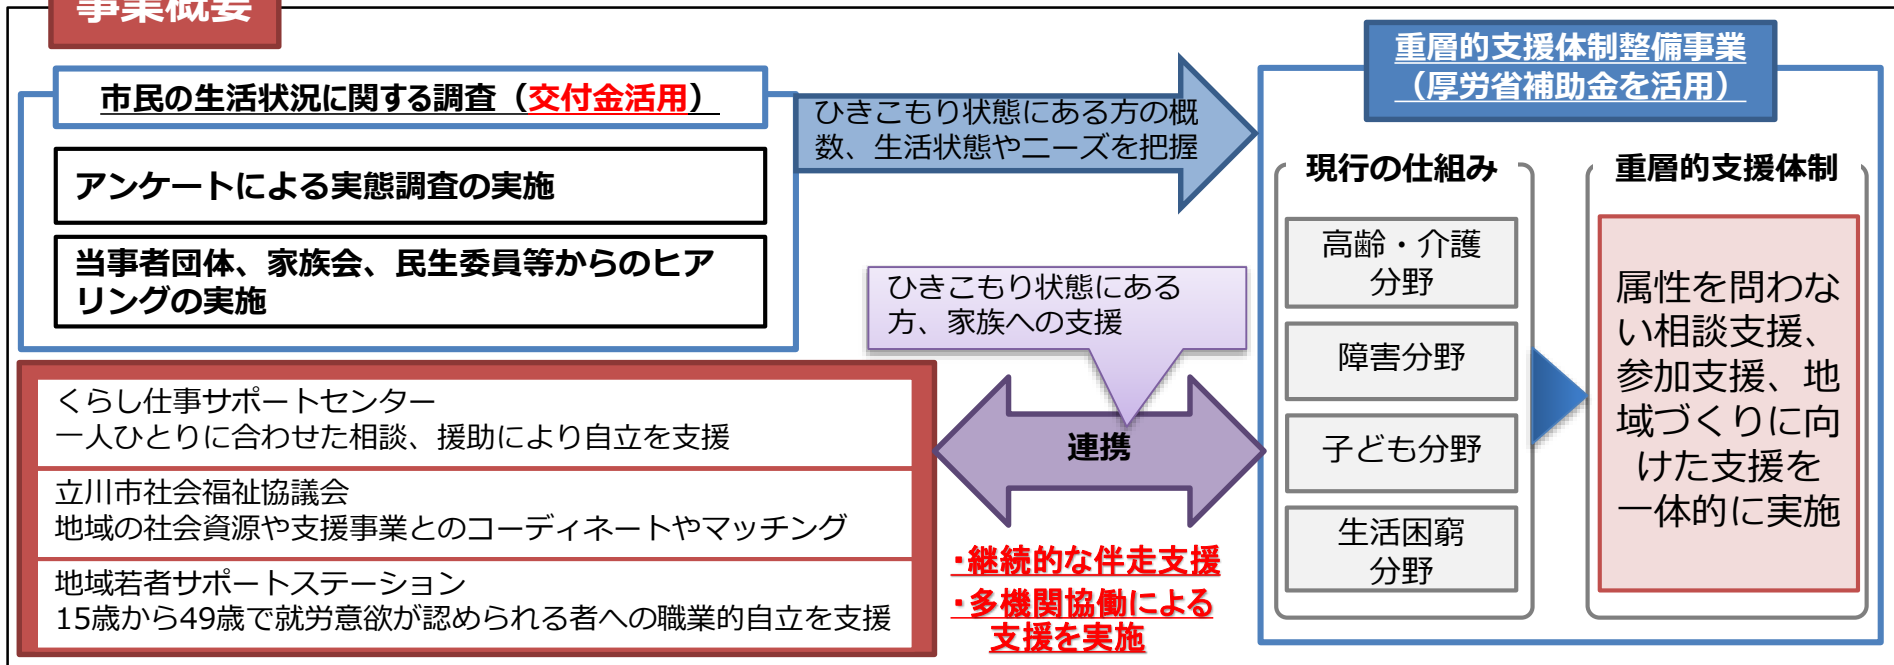 事業概要
市民の生活状況に関する調査（交付金活用）
アンケートによる実態調査の実施
当事者団体、家族会、民生委員等からのヒア
リングの実施
ひきこもり状態にある方の概
数、生活状態やニーズを把握
重層的支援体制整備事業
（厚労省補助金を活用）
現行の仕組み
高齢・介護
分野
障害分野
子ども分野
生活困窮
分野
重層的支援体制
属性を問わな
い相談支援、
参加支援、地
域づくりに向
けた支援を
一体的に実施
ひきこもり状態にある
方、家族への支援
連携
・継続的な伴走支援
・多機関協働による
支援を実施
くらし仕事サポートセンター
一人ひとりに合わせた相談、援助により自立を支援
立川市社会福祉協議会
地域の社会資源や支援事業とのコーディネートやマッチング
地域若者サポートステーション
15歳から49歳で就労意欲が認められる者への職業的自立を支援